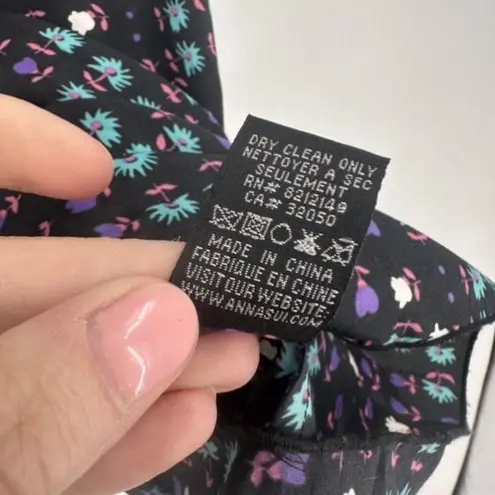 DRY CLEAN ONLY
NETTOYER A SEC
SEULEMENT
RN# 8212149
CA# 32050
MADE IN CHINA
FABRIQUE EN CHINE
VISIT OUR WEBSITE:
WWW.ANNASUI.COM